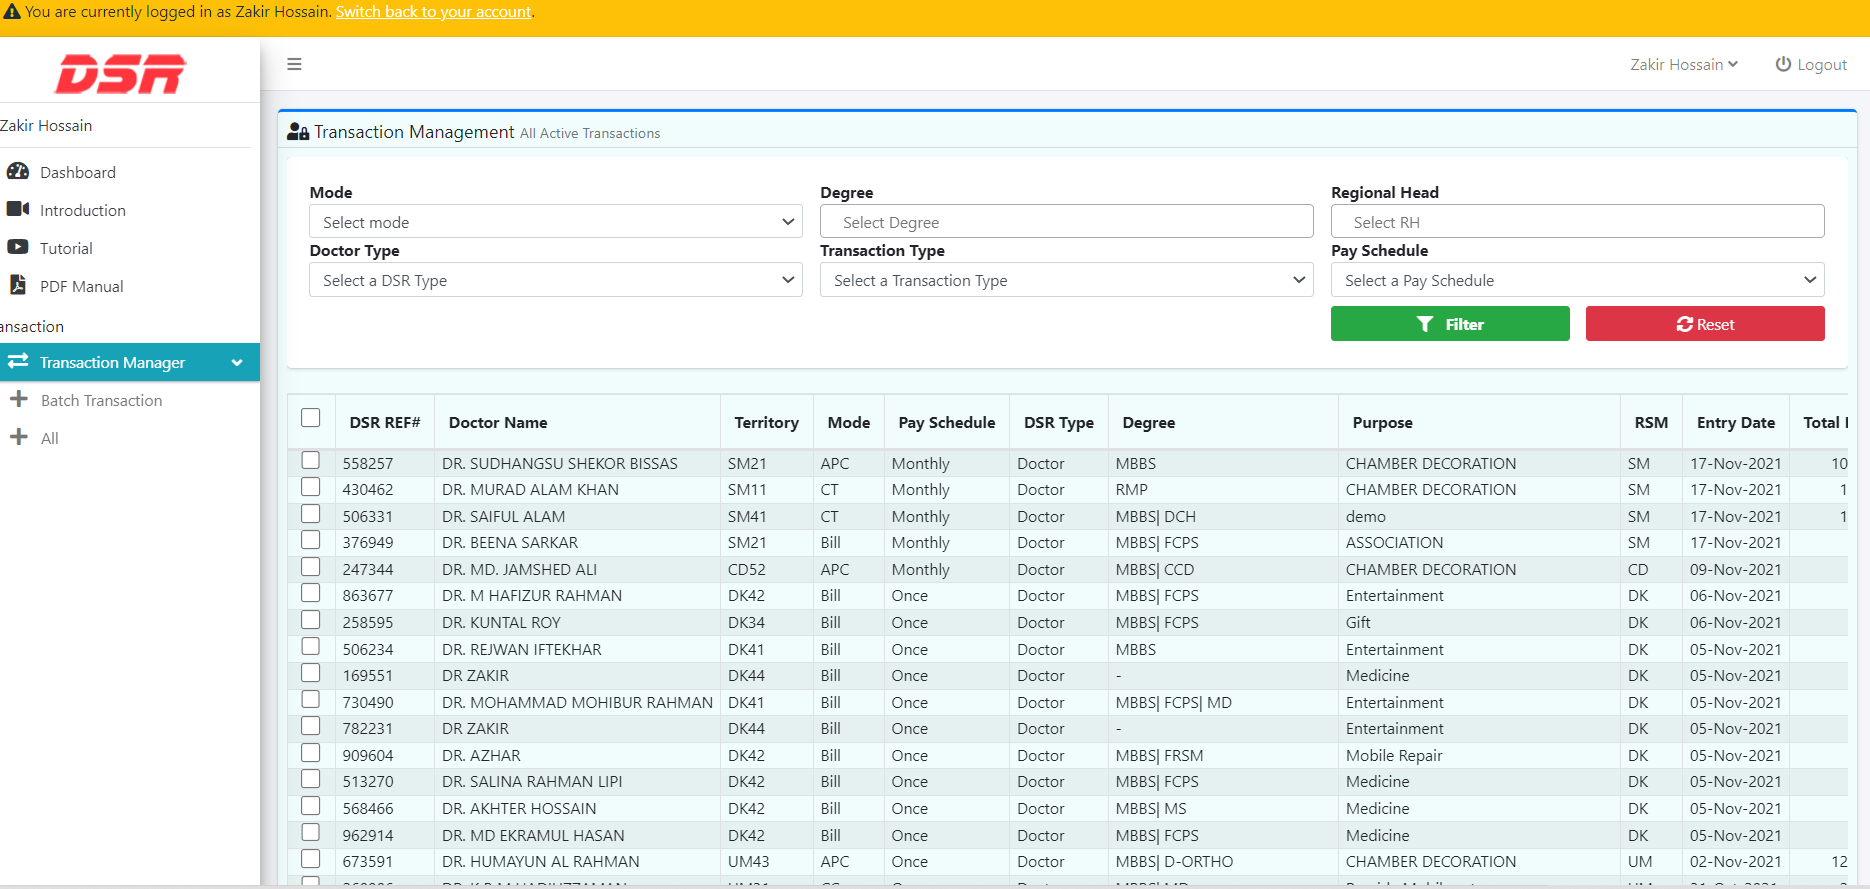 You are currently logged in as Zakir Hossain. Switch back to your account.
DSR
Zakir Hossain Logout
Zakir Hossain
Dashboard
Introduction
Tutorial
PDF Manual
ansaction
Transaction Manager
Batch Transaction
All
Transaction Management All Active Transactions
Mode Degree Regional Head
Select mode Select Degree Select RH
Doctor Type Transaction Type Pay Schedule
Select a DSR Type Select a Transaction Type Select a Pay Schedule
Filter Reset
DSR REF# Doctor Name Territory Mode Pay Schedule DSR Type Degree Purpose RSM Entry Date Total
558257 DR. SUDHANGSU SHEKOR BISSAS SM21 APC Monthly Doctor MBBS CHAMBER DECORATION SM 17-Nov-2021 10
430462 DR. MURAD ALAM KHAN SM11 CT Monthly Doctor RMP CHAMBER DECORATION SM 17-Nov-2021 1
506331 DR. SAIFUL ALAM SM41 CT Monthly Doctor MBBS| DCH demo SM 17-Nov-2021 1
376949 DR. BEENA SARKAR SM21 Bill Monthly Doctor MBBS| FCPS ASSOCIATION SM 17-Nov-2021
247344 DR. MD. JAMSHED ALI CD52 APC Monthly Doctor MBBS| CCD CHAMBER DECORATION CD 09-Nov-2021
863677 DR. M HAFIZUR RAHMAN DK42 Bill Once Doctor MBBS| FCPS Entertainment DK 06-Nov-2021
258595 DR. KUNTAL ROY DK34 Bill Once Doctor MBBS| FCPS Gift DK 06-Nov-2021
506234 DR. REJWAN IFTEKHAR DK41 Bill Once Doctor MBBS Entertainment DK 05-Nov-2021
169551 DR ZAKIR DK44 Bill Once Doctor - Medicine DK 05-Nov-2021
730490 DR. MOHAMMAD MOHIBUR RAHMAN DK41 Bill Once Doctor MBBS| FCPS| MD Entertainment DK 05-Nov-2021
782231 DR ZAKIR DK44 Bill Once Doctor - Entertainment DK 05-Nov-2021
909604 DR. AZHAR DK42 Bill Once Doctor MBBS| FRSM Mobile Repair DK 05-Nov-2021
513270 DR. SALINA RAHMAN LIPI DK42 Bill Once Doctor MBBS| FCPS Medicine DK 05-Nov-2021
568466 DR. AKHTER HOSSAIN DK42 Bill Once Doctor MBBS| MS Medicine DK 05-Nov-2021
962914 DR. MD EKRAMUL HASAN DK42 Bill Once Doctor MBBS| FCPS Medicine DK 05-Nov-2021
673591 DR. HUMAYUN AL RAHMAN UM43 APC Once Doctor MBBS| D-ORTHO CHAMBER DECORATION UM 02-Nov-2021 12